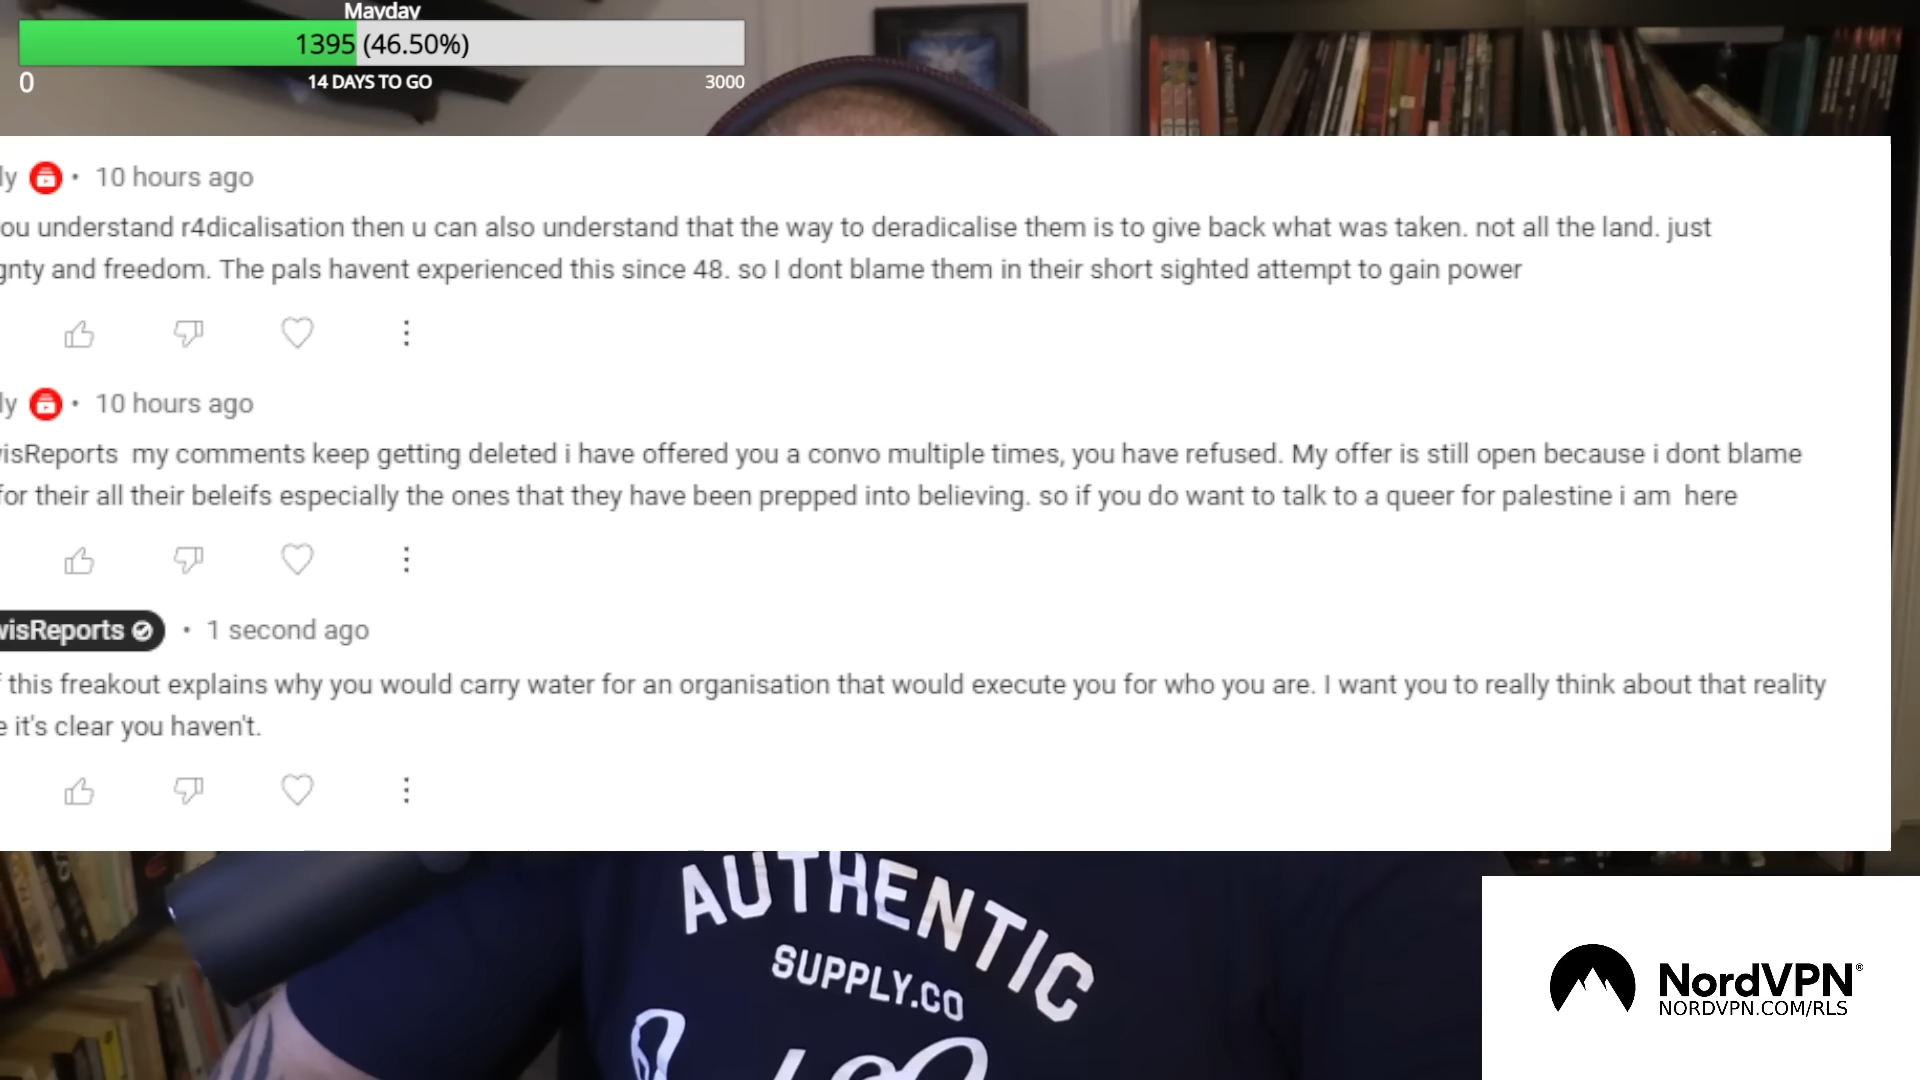 Mayday
1395 (46.50%)
0
14 DAYS TO GO
3000
ly • 10 hours ago
ou understand r4dicalisation then u can also understand that the way to deradicalise them is to give back what was taken. not all the land. just
gnty and freedom. The pals havent experienced this since 48. so I dont blame them in their short sighted attempt to gain power
ly • 10 hours ago
visReports my comments keep getting deleted i have offered you a convo multiple times, you have refused. My offer is still open because i dont blame
for their all their beleifs especially the ones that they have been prepped into believing. so if you do want to talk to a queer for palestine i am here
visReports • 1 second ago
f this freakout explains why you would carry water for an organisation that would execute you for who you are. I want you to really think about that reality
e it's clear you haven't.
AUTHENTIC
SUPPLY.CO
NordVPN®
NORDVPN.COM/RLS